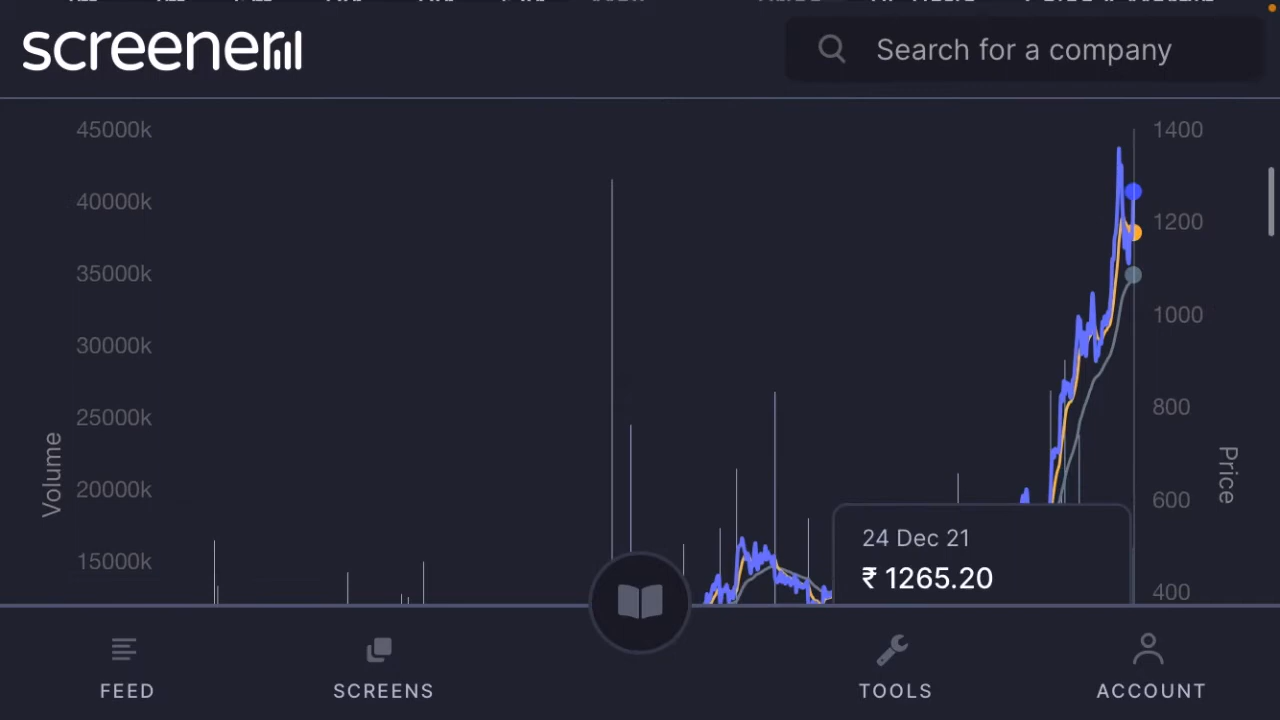 screener
Search for a company
45000k
40000k
35000k
30000k
25000k
20000k
15000k
Volume
1400
1200
1000
800
600
400
Price
24 Dec 21
₹ 1265.20
FEED
SCREENS
TOOLS
ACCOUNT